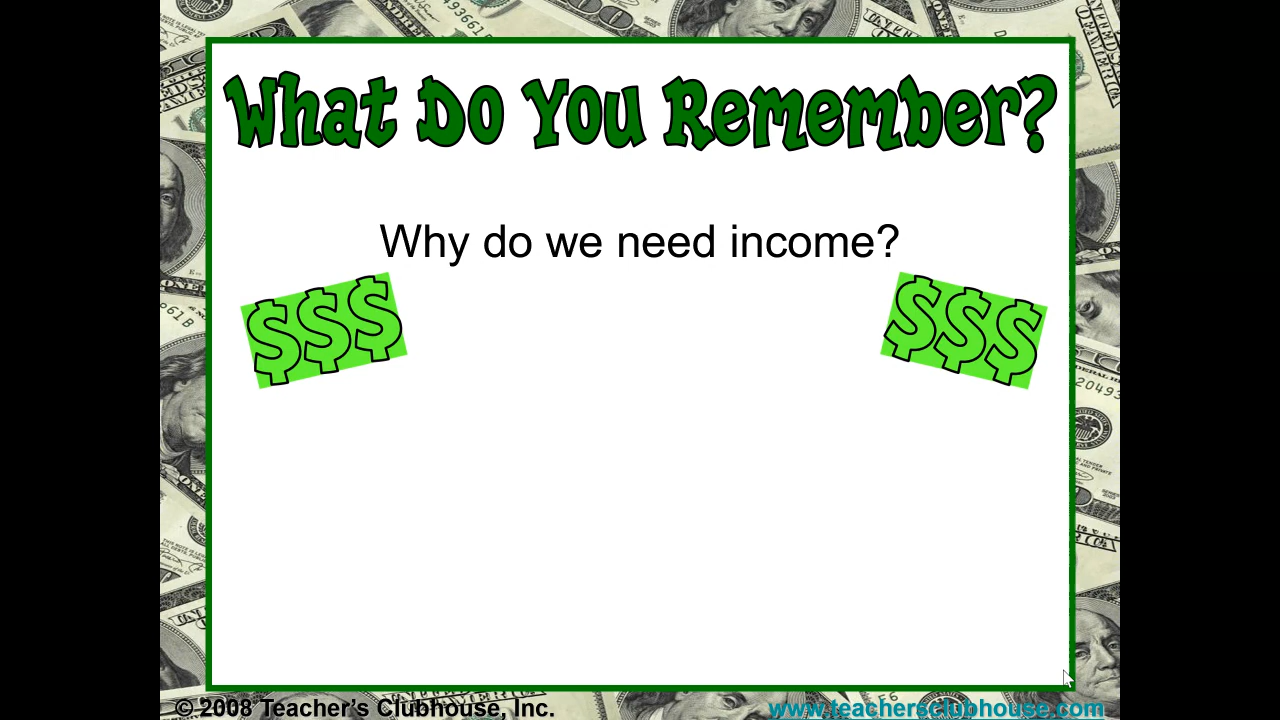 What Do You Remember?
Why do we need income?
$$$ $$$
© 2008 Teacher's Clubhouse, Inc. www.teachersclubhouse.com